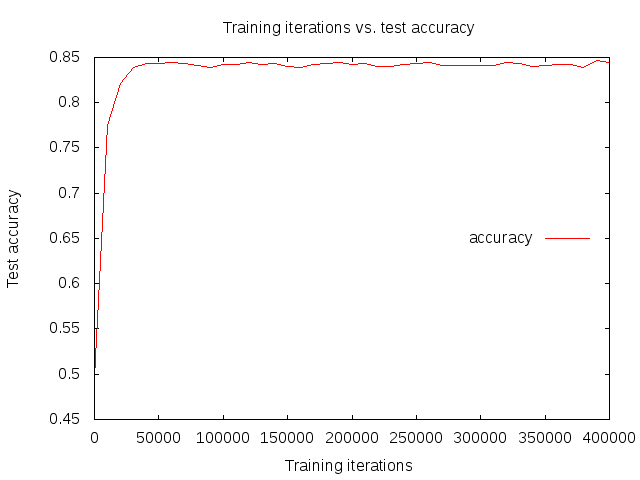 Training iterations vs. test accuracy
0.85
0.8
0.75
0.7
0.65
0.6
0.55
0.5
0.45
Test accuracy
accuracy
0 50000 100000 150000 200000 250000 300000 350000 400000
Training iterations